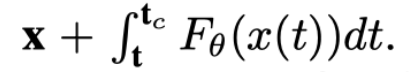 x + ∫_t^{t_c} F_θ(x(t))dt.